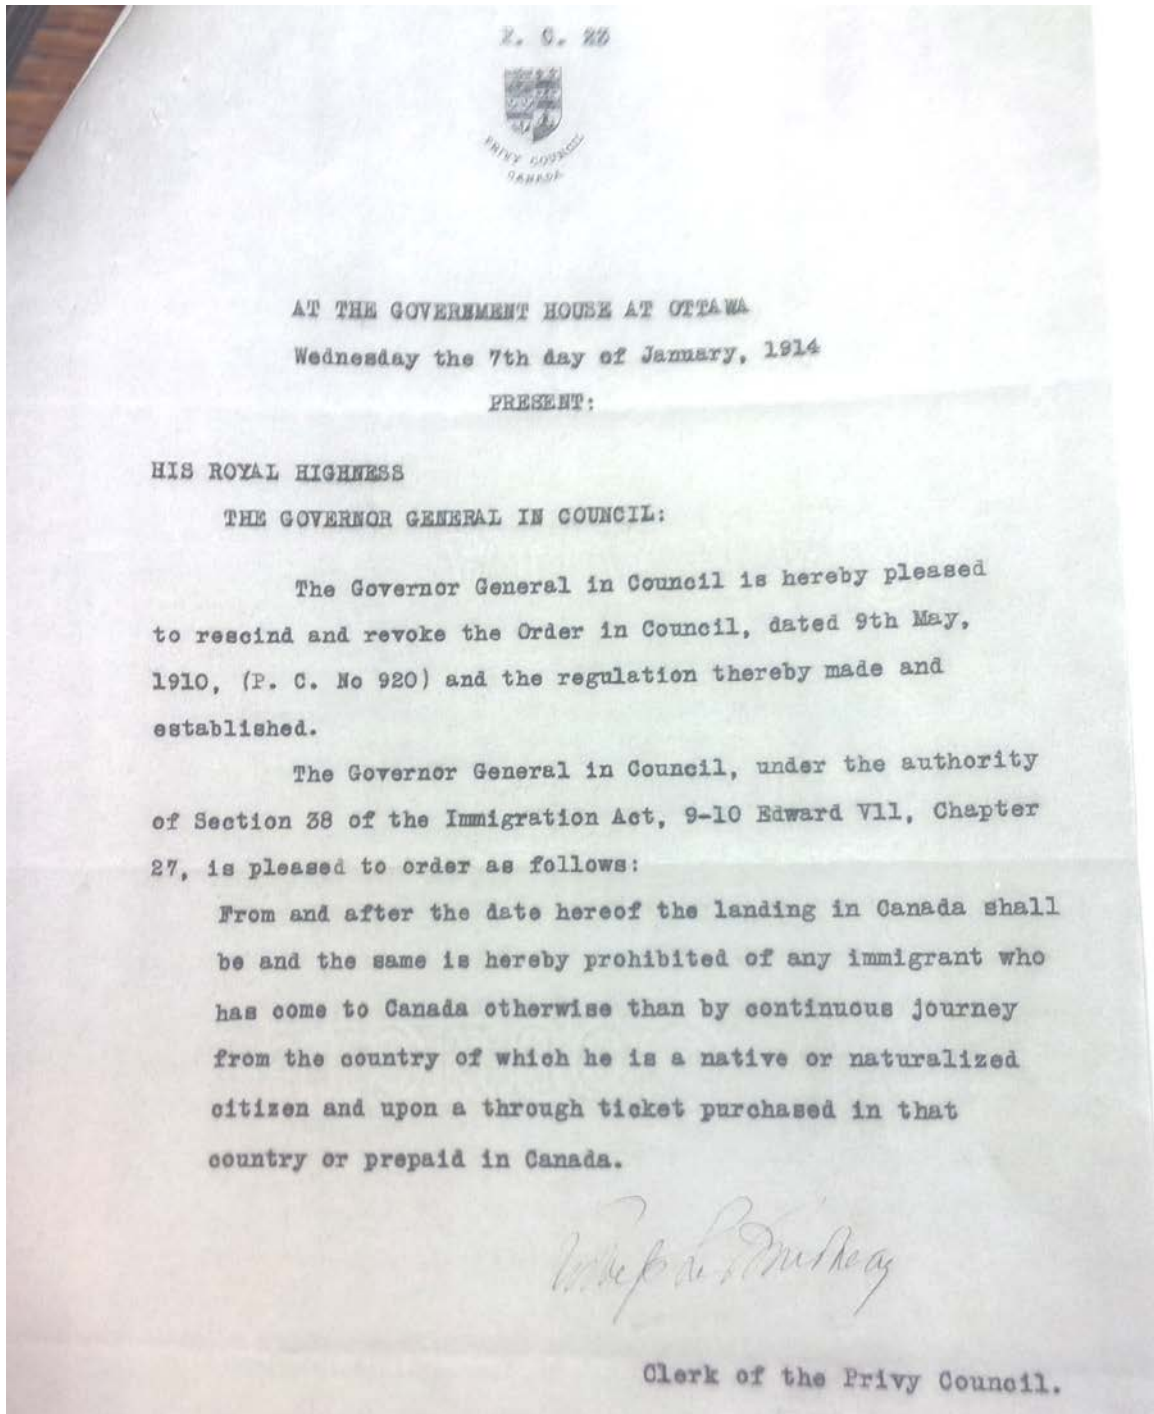 P. C. 23
PRIVY COUNCIL
CANADA
AT THE GOVERNMENT HOUSE AT OTTAWA
Wednesday the 7th day of January, 1914
PRESENT:
HIS ROYAL HIGHNESS
THE GOVERNOR GENERAL IN COUNCIL:
The Governor General in Council is hereby pleased
to rescind and revoke the Order in Council, dated 9th May,
1910, (P. C. No 920) and the regulation thereby made and
established.
The Governor General in Council, under the authority
of Section 38 of the Immigration Act, 9-10 Edward Vll, Chapter
27, is pleased to order as follows:
From and after the date hereof the landing in Canada shall
be and the same is hereby prohibited of any immigrant who
has come to Canada otherwise than by continuous journey
from the country of which he is a native or naturalized
citizen and upon a through ticket purchased in that
country or prepaid in Canada.
Clerk of the Privy Council.